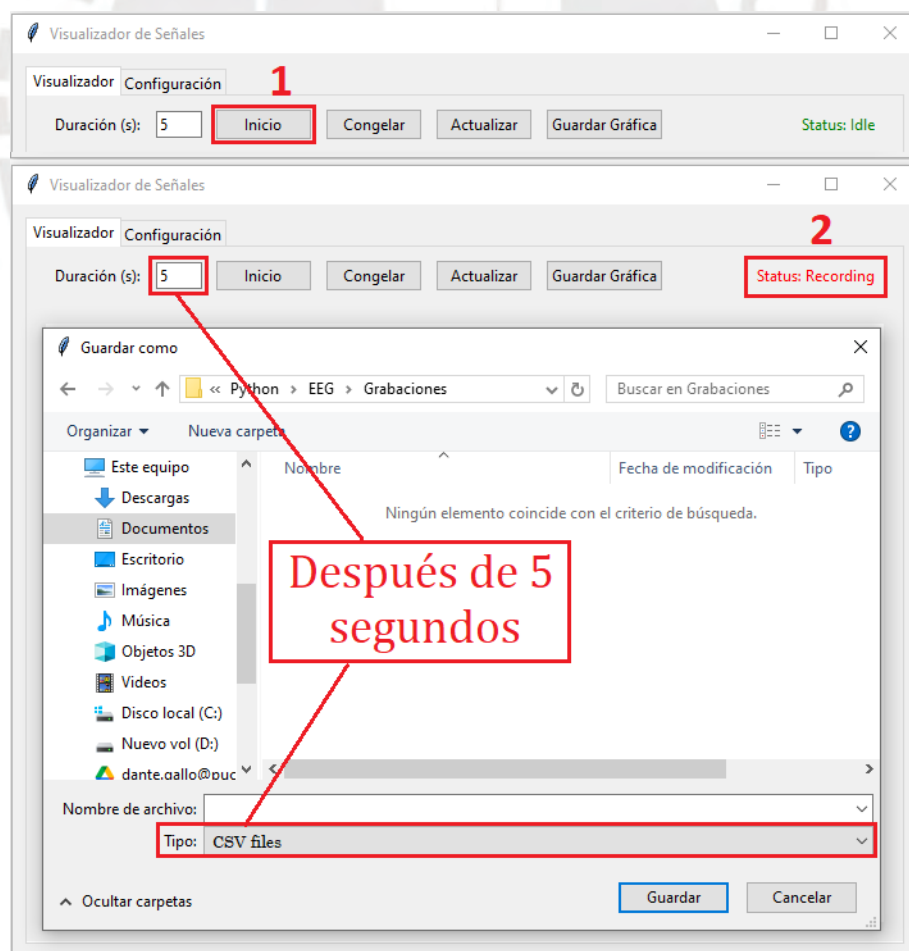 Visualizador de Señales
Visualizador Configuración
1
Duración (s): 5 Inicio Congelar Actualizar Guardar Gráfica Status: Idle
Visualizador de Señales
Visualizador Configuración
2
Duración (s): 5 Inicio Congelar Actualizar Guardar Gráfica Status: Recording
Guardar como
« Python > EEG > Grabaciones Buscar en Grabaciones
Organizar Nueva carpeta
Este equipo Nombre Fecha de modificación Tipo
Descargas
Ningún elemento coincide con el criterio de búsqueda.
Documentos
Escritorio
Imágenes
Música
Objetos 3D
Videos
Disco local (C:)
Nuevo vol (D:)
dante.gallo@puc
Después de 5
segundos
Nombre de archivo:
Tipo: CSV files
Ocultar carpetas Guardar Cancelar